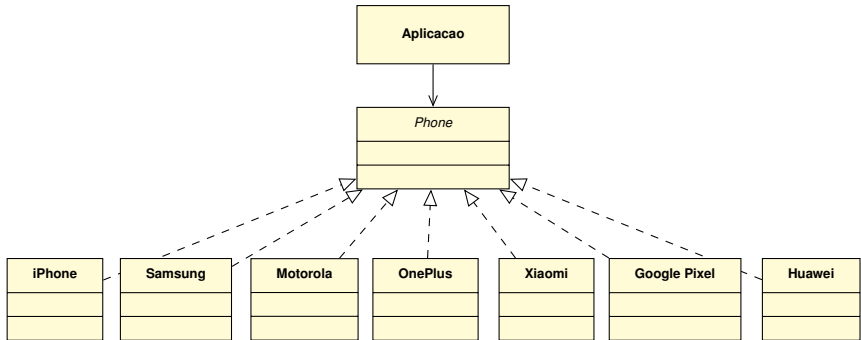 Aplicacao
Phone
iPhone
Samsung
Motorola
OnePlus
Xiaomi
Google Pixel
Huawei